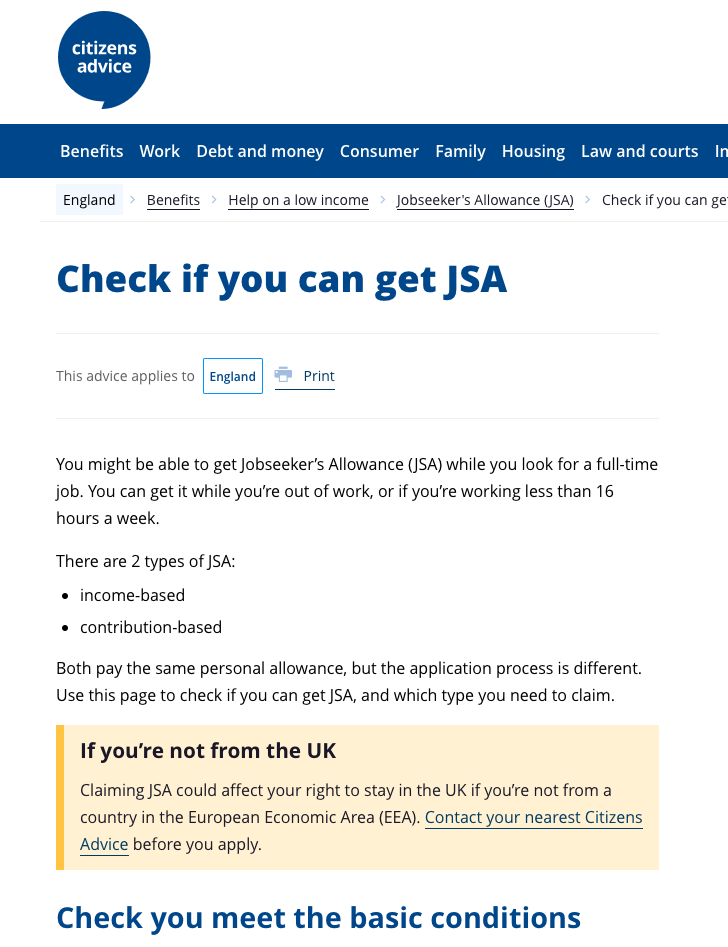 citizens
advice
Benefits Work Debt and money Consumer Family Housing Law and courts
England Benefits Help on a low income Jobseeker's Allowance (JSA) Check if you can
Check if you can get JSA
This advice applies to England Print
You might be able to get Jobseeker’s Allowance (JSA) while you look for a full-time
job. You can get it while you’re out of work, or if you’re working less than 16
hours a week.
There are 2 types of JSA:
• income-based
• contribution-based
Both pay the same personal allowance, but the application process is different.
Use this page to check if you can get JSA, and which type you need to claim.
If you’re not from the UK
Claiming JSA could affect your right to stay in the UK if you’re not from a
country in the European Economic Area (EEA). Contact your nearest Citizens
Advice before you apply.
Check you meet the basic conditions